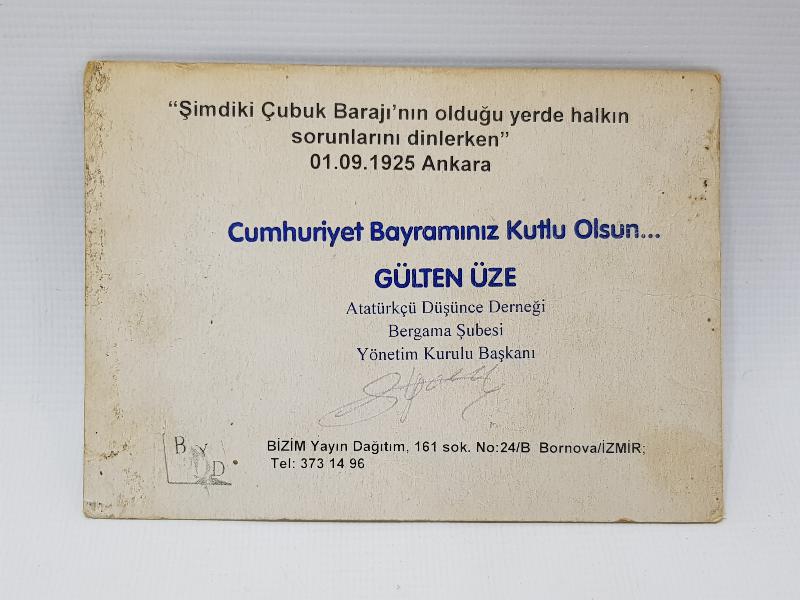 “Şimdiki Çubuk Barajı’nın olduğu yerde halkın
sorunlarını dinlerken”
01.09.1925 Ankara
Cumhuriyet Bayramınız Kutlu Olsun...
GÜLTEN ÜZE
Atatürkçü Düşünce Derneği
Bergama Şubesi
Yönetim Kurulu Başkanı
B Y D
BİZİM Yayın Dağıtım, 161 sok. No:24/B Bornova/İZMİR;
Tel: 373 14 96